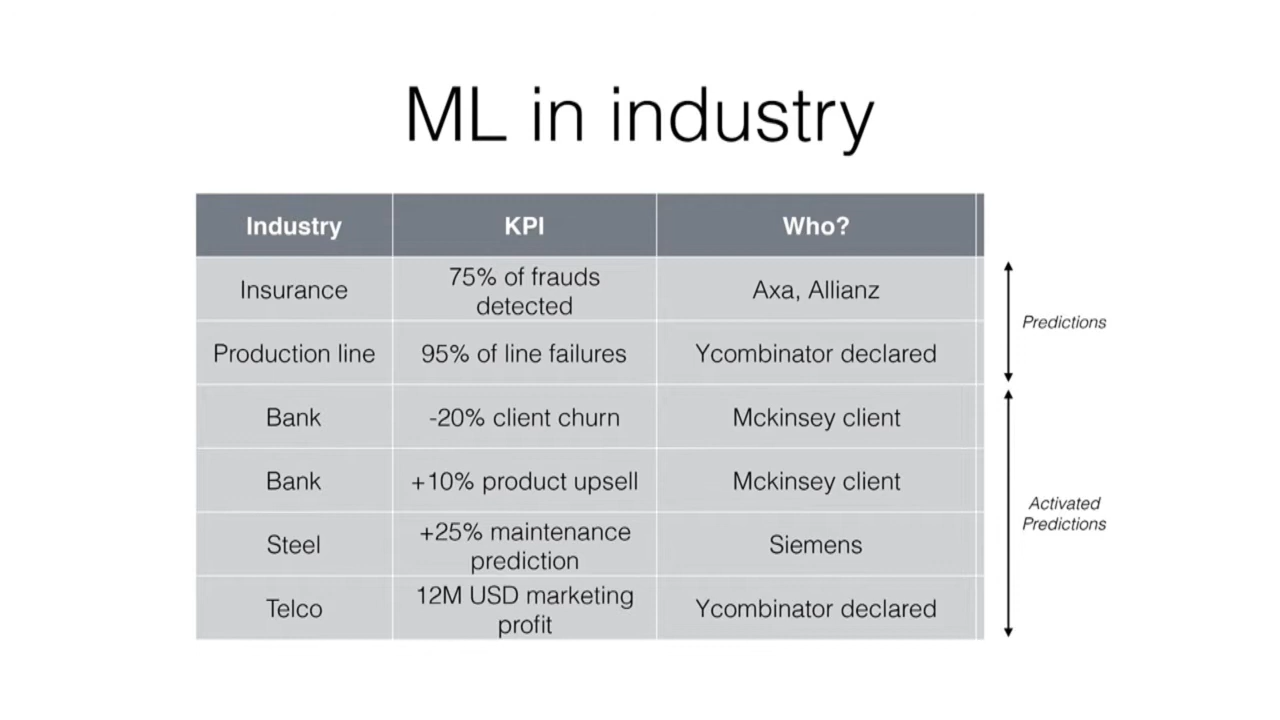 ML in industry
Industry KPI Who?
Insurance 75% of frauds detected Axa, Allianz
Production line 95% of line failures Ycombinator declared
Predictions
Bank -20% client churn Mckinsey client
Bank +10% product upsell Mckinsey client
Activated Predictions
Steel +25% maintenance prediction Siemens
Telco 12M USD marketing profit Ycombinator declared